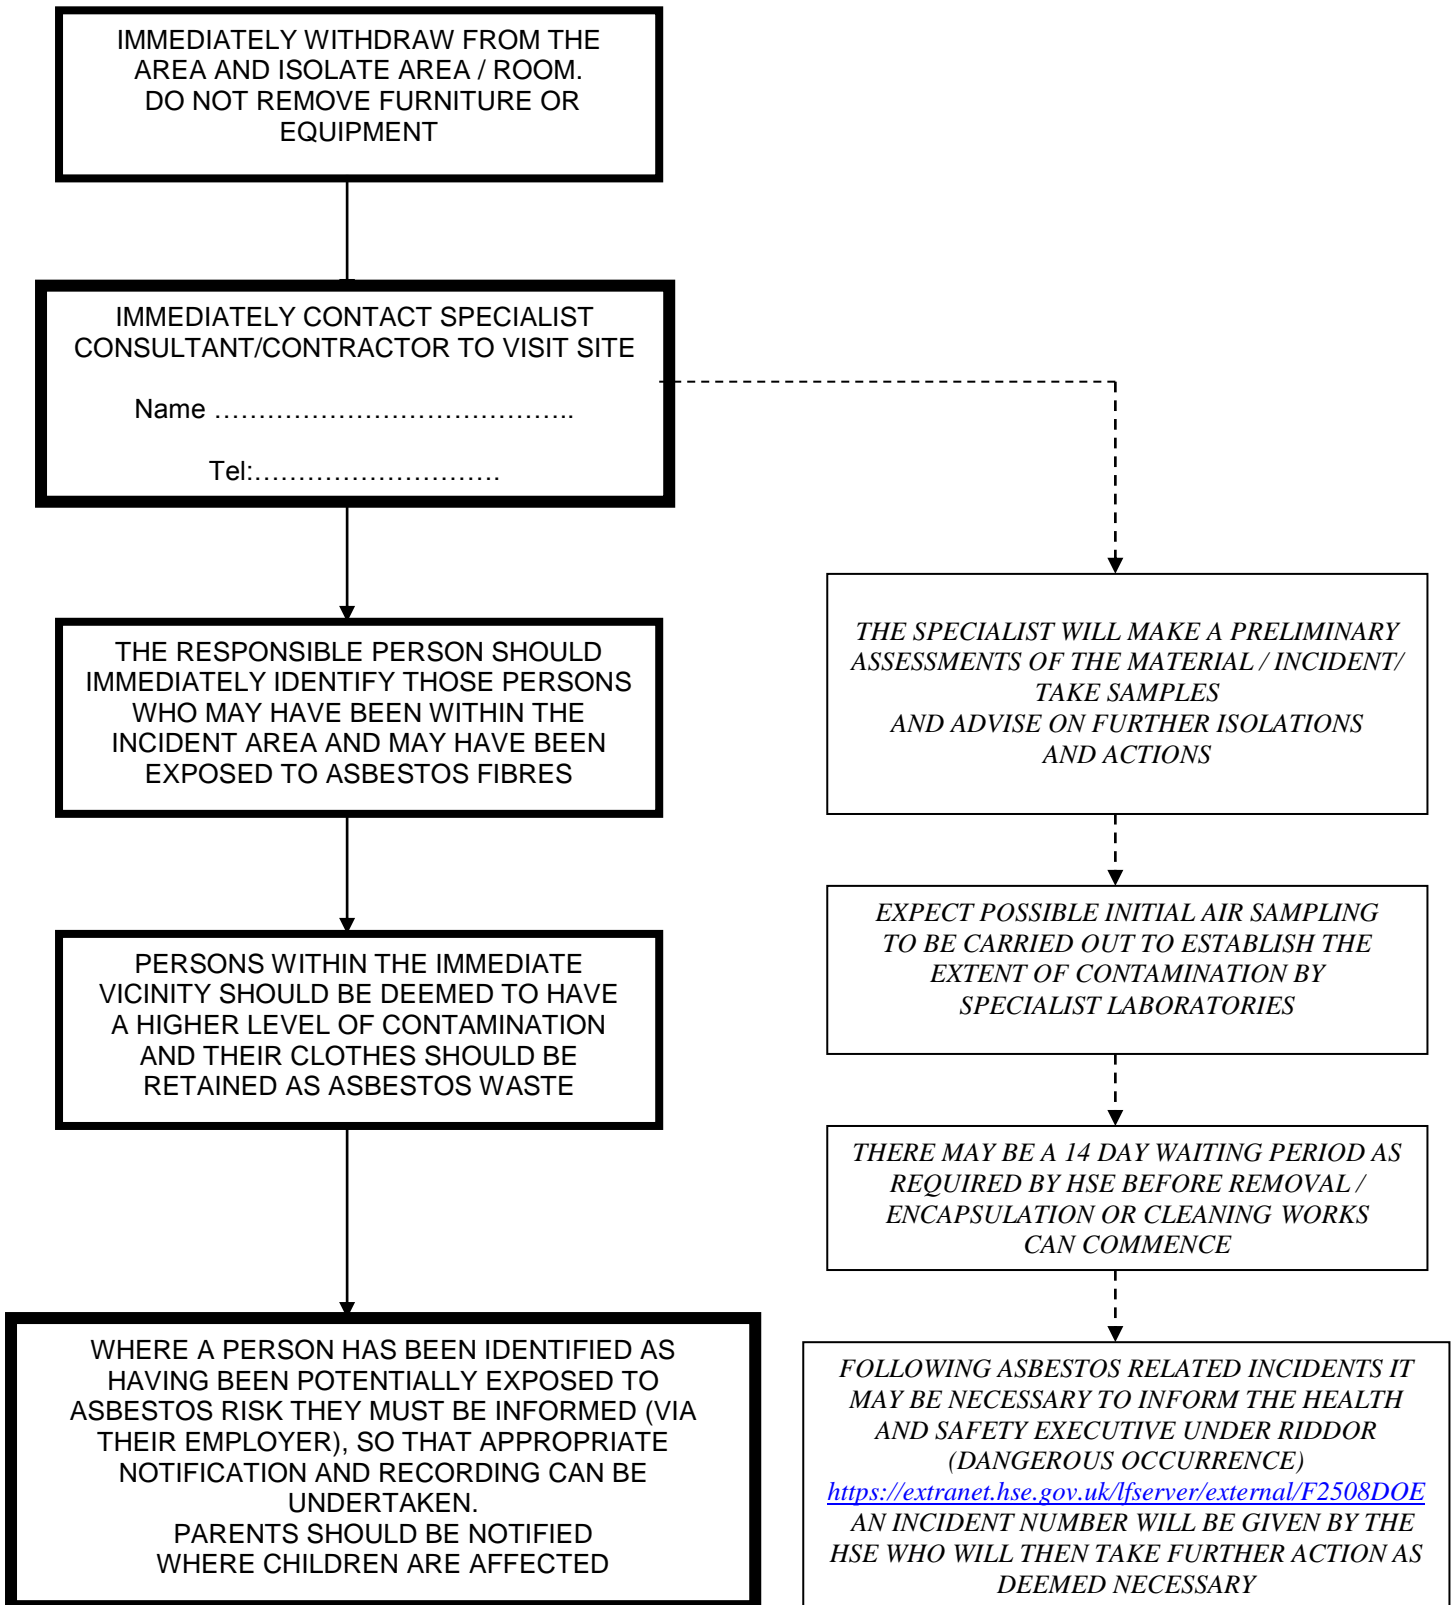 IMMEDIATELY WITHDRAW FROM THE
AREA AND ISOLATE AREA / ROOM.
DO NOT REMOVE FURNITURE OR
EQUIPMENT
IMMEDIATELY CONTACT SPECIALIST
CONSULTANT/CONTRACTOR TO VISIT SITE
Name …………………………………..
Tel:……………………….
THE RESPONSIBLE PERSON SHOULD
IMMEDIATELY IDENTIFY THOSE PERSONS
WHO MAY HAVE BEEN WITHIN THE
INCIDENT AREA AND MAY HAVE BEEN
EXPOSED TO ASBESTOS FIBRES
PERSONS WITHIN THE IMMEDIATE
VICINITY SHOULD BE DEEMED TO HAVE
A HIGHER LEVEL OF CONTAMINATION
AND THEIR CLOTHES SHOULD BE
RETAINED AS ASBESTOS WASTE
WHERE A PERSON HAS BEEN IDENTIFIED AS
HAVING BEEN POTENTIALLY EXPOSED TO
ASBESTOS RISK THEY MUST BE INFORMED (VIA
THEIR EMPLOYER), SO THAT APPROPRIATE
NOTIFICATION AND RECORDING CAN BE
UNDERTAKEN.
PARENTS SHOULD BE NOTIFIED
WHERE CHILDREN ARE AFFECTED
THE SPECIALIST WILL MAKE A PRELIMINARY
ASSESSMENTS OF THE MATERIAL / INCIDENT/
TAKE SAMPLES
AND ADVISE ON FURTHER ISOLATIONS
AND ACTIONS
EXPECT POSSIBLE INITIAL AIR SAMPLING
TO BE CARRIED OUT TO ESTABLISH THE
EXTENT OF CONTAMINATION BY
SPECIALIST LABORATORIES
THERE MAY BE A 14 DAY WAITING PERIOD AS
REQUIRED BY HSE BEFORE REMOVAL /
ENCAPSULATION OR CLEANING WORKS
CAN COMMENCE
FOLLOWING ASBESTOS RELATED INCIDENTS IT
MAY BE NECESSARY TO INFORM THE HEALTH
AND SAFETY EXECUTIVE UNDER RIDDOR
(DANGEROUS OCCURRENCE)
https://extranet.hse.gov.uk/lfserver/external/F2508DOE
AN INCIDENT NUMBER WILL BE GIVEN BY THE
HSE WHO WILL THEN TAKE FURTHER ACTION AS
DEEMED NECESSARY